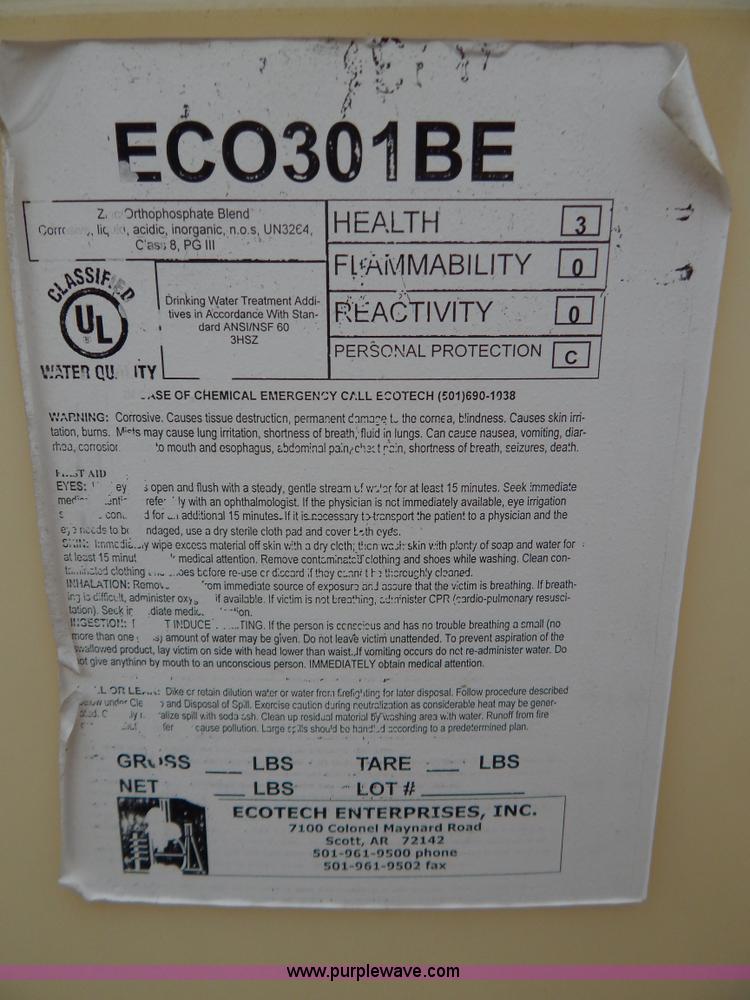 ECO301BE
Orthophosphate Blend
acidic, inorganic, n.o.s,
8, PG III
HEALTH 3
FLAMMABILITY 0
REACTIVITY 0
PERSONAL PROTECTION C
CLASSIFIED
UL
®
WATER
Drinking Water Treatment Addi-
tives in Accordance With Stan-
dard ANSI/NSF 60
3HSZ
OF CHEMICAL EMERGENCY CALL ECOTECH (501)690-1938
WARNING: Corrosive. Causes tissue destruction, permanent damage to the cornea, blindness. Causes skin irri-
tation, burns. Mists may cause lung irritation, shortness of breath, fluid in lungs. Can cause nausea, vomiting, diar-
rhea, to mouth and esophagus, abdominal pain, chest pain, shortness of breath, seizures, death.
AID
EYES: open and flush with a steady, gentle stream of water for at least 15 minutes. Seek immediate
with an ophthalmologist. If the physician is not immediately available, eye irrigation
for an additional 15 minutes. If it is necessary to transport the patient to a physician and the
eye needs to be use a dry sterile cloth pad and cover both eyes.
SKIN: Immediately wipe excess material off skin with a dry cloth; then wash skin with plenty of soap and water for
at least 15 medical attention. Remove contaminated clothing and shoes while washing. Clean con-
taminated clothing before re-use or discard if they cannot be thoroughly cleaned.
INHALATION: from immediate source of exposure and assure that the victim is breathing. If breath-
ing is difficult, administer if available. If victim is not breathing, administer CPR (cardio-pulmonary resusci-
tation).
INGESTION: INDUCE If the person is conscious and has no trouble breathing a small (no
more than one amount of water may be given. Do not leave victim unattended. To prevent aspiration of the
swallowed product, lay victim on side with head lower than waist. If vomiting occurs do not re-administer water. Do
not give anything by mouth to an unconscious person. IMMEDIATELY obtain medical attention.
OR Dike or retain dilution water or water from firefighting for later disposal. Follow procedure described
under and Disposal of Spill. Exercise caution during neutralization as considerable heat may be gener-
spill with soda ash. Clean up residual material by washing area with water. Runoff from fire
cause pollution. Large spills should be handled according to a predetermined plan.
GROSS ___ LBS TARE ___ LBS
NET ___ LBS LOT # ________
ECOTECH ENTERPRISES, INC.
7100 Colonel Maynard Road
Scott, AR 72142
501-961-9500 phone
501-961-9502 fax
www.purplewave.com